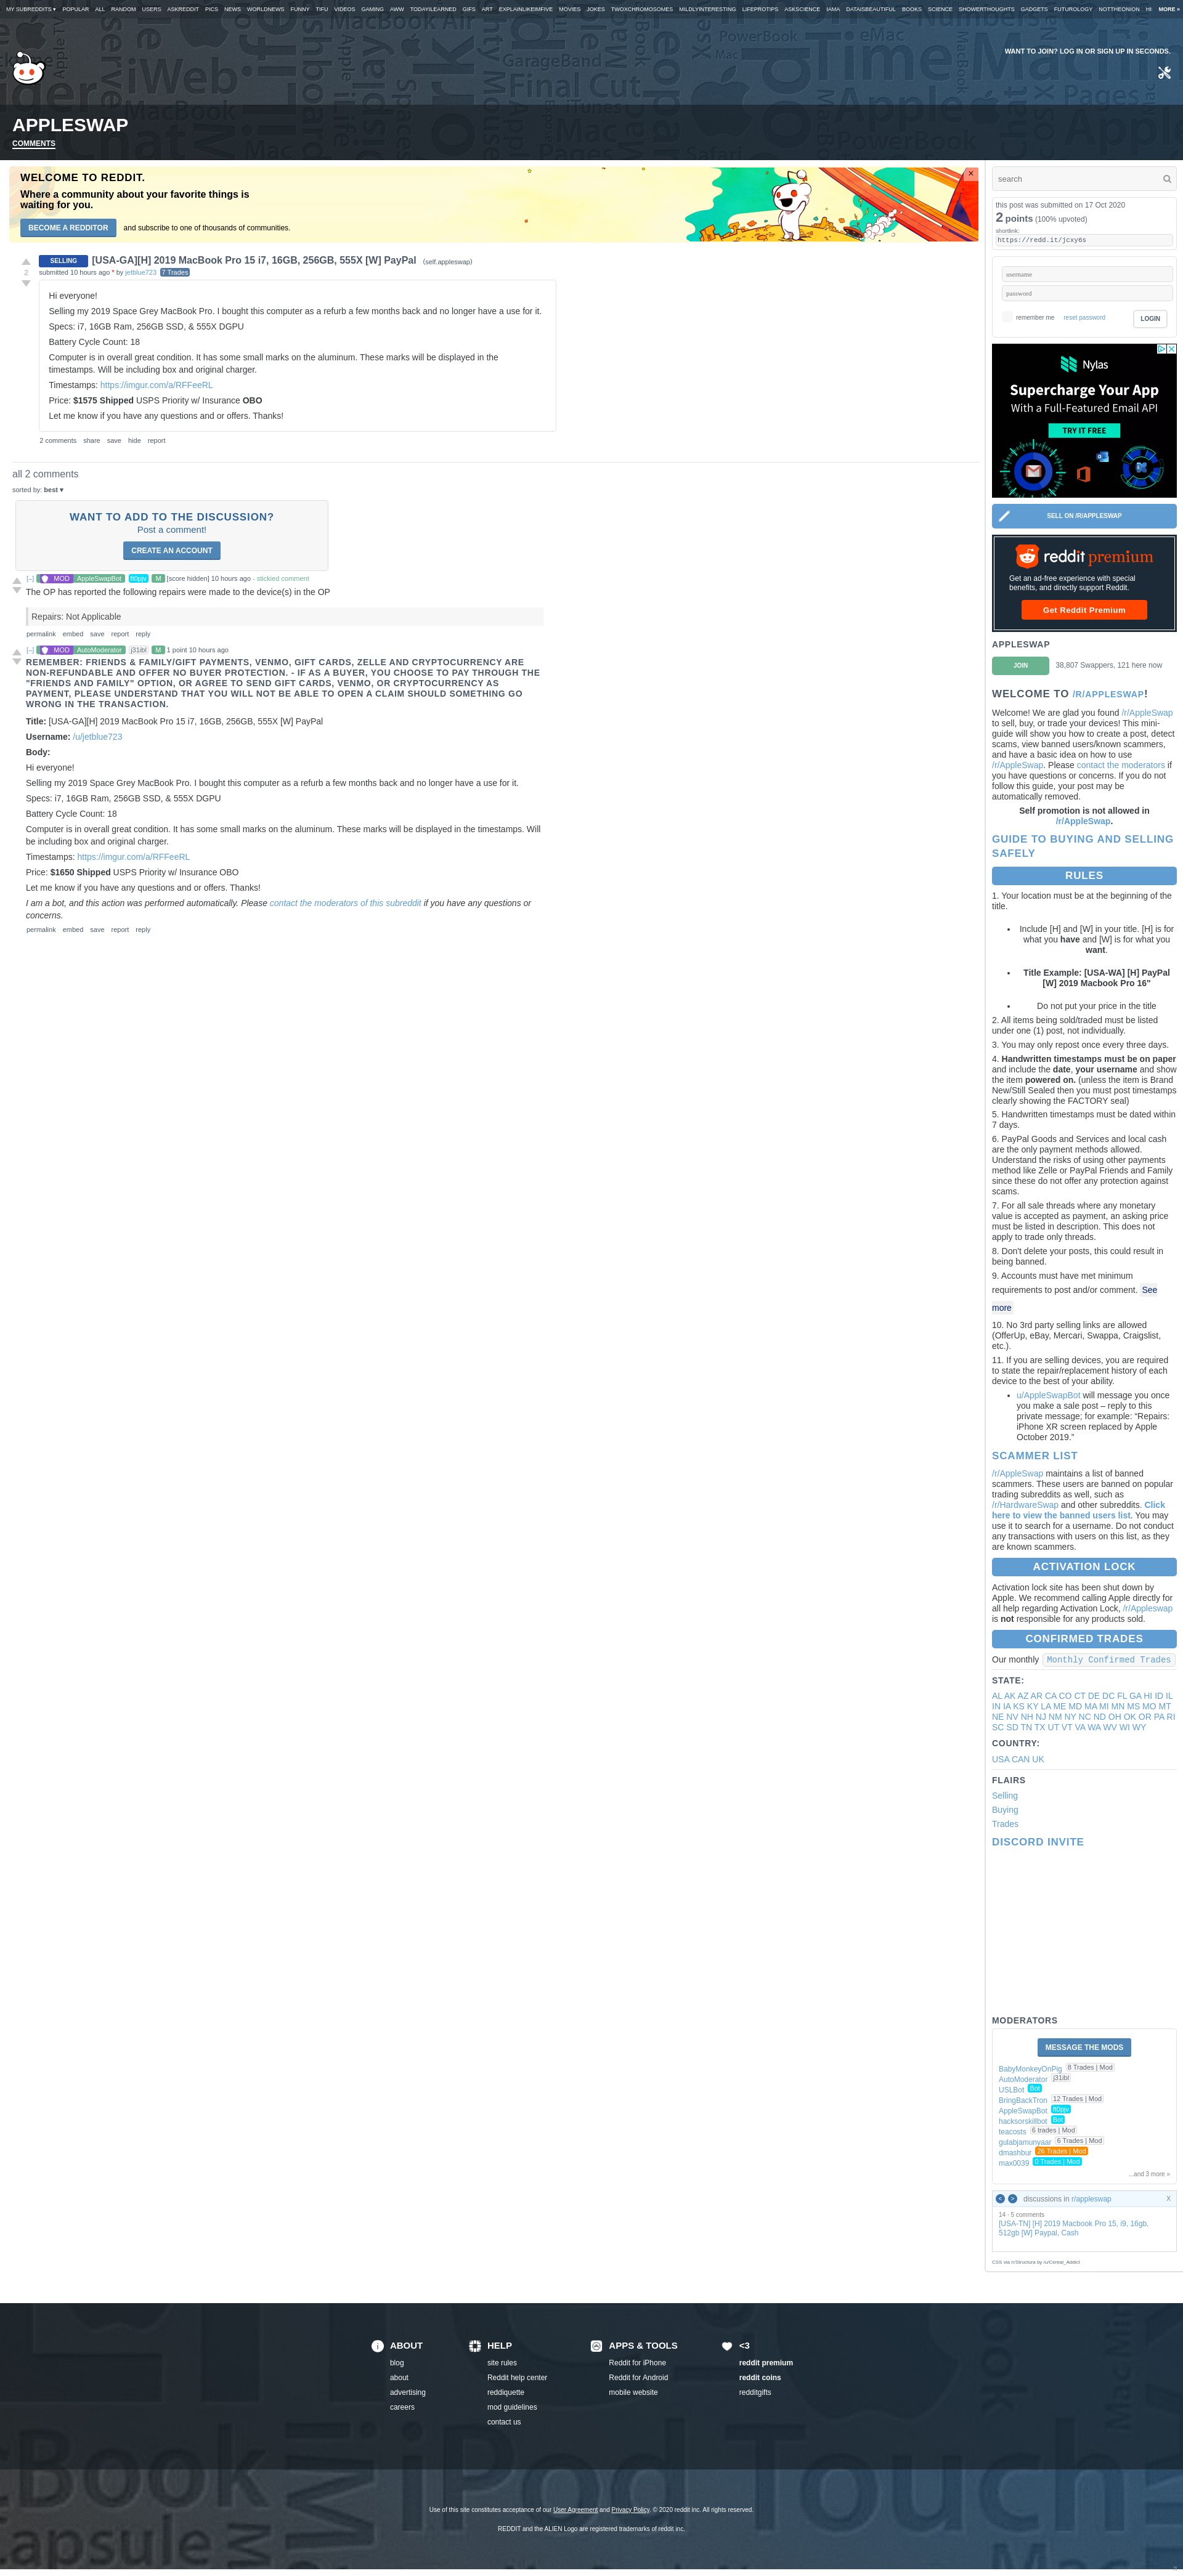 MY SUBREDDITS ▾ POPULAR ALL RANDOM USERS ASKREDDIT PICS NEWS WORLDNEWS FUNNY TIFU VIDEOS GAMING AWW TODAYILEARNED GIFS ART EXPLAINLIKEIMFIVE MOVIES JOKES TWOXCHROMOSOMES MILDLYINTERESTING LIFEPROTIPS ASKSCIENCE IAMA DATAISBEAUTIFUL BOOKS SCIENCE SHOWERTHOUGHTS GADGETS FUTUROLOGY NOTTHEONION HI MORE »
WANT TO JOIN? LOG IN OR SIGN UP IN SECONDS.
APPLESWAP
COMMENTS
WELCOME TO REDDIT.
Where a community about your favorite things is
waiting for you.
BECOME A REDDITOR and subscribe to one of thousands of communities.
×
2
SELLING [USA-GA][H] 2019 MacBook Pro 15 i7, 16GB, 256GB, 555X [W] PayPal (self.appleswap)
submitted 10 hours ago * by jetblue723 7 Trades
Hi everyone!
Selling my 2019 Space Grey MacBook Pro. I bought this computer as a refurb a few months back and no longer have a use for it.
Specs: i7, 16GB Ram, 256GB SSD, & 555X DGPU
Battery Cycle Count: 18
Computer is in overall great condition. It has some small marks on the aluminum. These marks will be displayed in the
timestamps. Will be including box and original charger.
Timestamps: https://imgur.com/a/RFFeeRL
Price: $1575 Shipped USPS Priority w/ Insurance OBO
Let me know if you have any questions and or offers. Thanks!
2 comments share save hide report
all 2 comments
sorted by: best ▾
WANT TO ADD TO THE DISCUSSION?
Post a comment!
CREATE AN ACCOUNT
[–] MOD AppleSwapBot ft0pjv M [score hidden] 10 hours ago - stickied comment
The OP has reported the following repairs were made to the device(s) in the OP
Repairs: Not Applicable
permalink embed save report reply
[–] MOD AutoModerator j31ibl M 1 point 10 hours ago
REMEMBER: FRIENDS & FAMILY/GIFT PAYMENTS, VENMO, GIFT CARDS, ZELLE AND CRYPTOCURRENCY ARE
NON-REFUNDABLE AND OFFER NO BUYER PROTECTION. - IF AS A BUYER, YOU CHOOSE TO PAY THROUGH THE
"FRIENDS AND FAMILY" OPTION, OR AGREE TO SEND GIFT CARDS, VENMO, OR CRYPTOCURRENCY AS
PAYMENT, PLEASE UNDERSTAND THAT YOU WILL NOT BE ABLE TO OPEN A CLAIM SHOULD SOMETHING GO
WRONG IN THE TRANSACTION.
Title: [USA-GA][H] 2019 MacBook Pro 15 i7, 16GB, 256GB, 555X [W] PayPal
Username: /u/jetblue723
Body:
Hi everyone!
Selling my 2019 Space Grey MacBook Pro. I bought this computer as a refurb a few months back and no longer have a use for it.
Specs: i7, 16GB Ram, 256GB SSD, & 555X DGPU
Battery Cycle Count: 18
Computer is in overall great condition. It has some small marks on the aluminum. These marks will be displayed in the timestamps. Will
be including box and original charger.
Timestamps: https://imgur.com/a/RFFeeRL
Price: $1650 Shipped USPS Priority w/ Insurance OBO
Let me know if you have any questions and or offers. Thanks!
I am a bot, and this action was performed automatically. Please contact the moderators of this subreddit if you have any questions or
concerns.
permalink embed save report reply
search
this post was submitted on 17 Oct 2020
2 points (100% upvoted)
shortlink:
https://redd.it/jcxy6s
username
password
remember me reset password LOGIN
Nylas
Supercharge Your App
With a Full-Featured Email API
TRY IT FREE
SELL ON /R/APPLESWAP
reddit premium
Get an ad-free experience with special
benefits, and directly support Reddit.
Get Reddit Premium
APPLESWAP
JOIN 38,807 Swappers, 121 here now
WELCOME TO /R/APPLESWAP!
Welcome! We are glad you found /r/AppleSwap
to sell, buy, or trade your devices! This mini-
guide will show you how to create a post, detect
scams, view banned users/known scammers,
and have a basic idea on how to use
/r/AppleSwap. Please contact the moderators if
you have questions or concerns. If you do not
follow this guide, your post may be
automatically removed.
Self promotion is not allowed in
/r/AppleSwap.
GUIDE TO BUYING AND SELLING
SAFELY
RULES
1. Your location must be at the beginning of the
title.
• Include [H] and [W] in your title. [H] is for
what you have and [W] is for what you
want.
• Title Example: [USA-WA] [H] PayPal
[W] 2019 Macbook Pro 16"
• Do not put your price in the title
2. All items being sold/traded must be listed
under one (1) post, not individually.
3. You may only repost once every three days.
4. Handwritten timestamps must be on paper
and include the date, your username and show
the item powered on. (unless the item is Brand
New/Still Sealed then you must post timestamps
clearly showing the FACTORY seal)
5. Handwritten timestamps must be dated within
7 days.
6. PayPal Goods and Services and local cash
are the only payment methods allowed.
Understand the risks of using other payments
method like Zelle or PayPal Friends and Family
since these do not offer any protection against
scams.
7. For all sale threads where any monetary
value is accepted as payment, an asking price
must be listed in description. This does not
apply to trade only threads.
8. Don't delete your posts, this could result in
being banned.
9. Accounts must have met minimum
requirements to post and/or comment. See
more
10. No 3rd party selling links are allowed
(OfferUp, eBay, Mercari, Swappa, Craigslist,
etc.).
11. If you are selling devices, you are required
to state the repair/replacement history of each
device to the best of your ability.
• u/AppleSwapBot will message you once
you make a sale post – reply to this
private message; for example: "Repairs:
iPhone XR screen replaced by Apple
October 2019."
SCAMMER LIST
/r/AppleSwap maintains a list of banned
scammers. These users are banned on popular
trading subreddits as well, such as
/r/HardwareSwap and other subreddits. Click
here to view the banned users list. You may
use it to search for a username. Do not conduct
any transactions with users on this list, as they
are known scammers.
ACTIVATION LOCK
Activation lock site has been shut down by
Apple. We recommend calling Apple directly for
all help regarding Activation Lock, /r/Appleswap
is not responsible for any products sold.
CONFIRMED TRADES
Our monthly Monthly Confirmed Trades
STATE:
AL AK AZ AR CA CO CT DE DC FL GA HI ID IL
IN IA KS KY LA ME MD MA MI MN MS MO MT
NE NV NH NJ NM NY NC ND OH OK OR PA RI
SC SD TN TX UT VT VA WA WV WI WY
COUNTRY:
USA CAN UK
FLAIRS
Selling
Buying
Trades
DISCORD INVITE
MODERATORS
MESSAGE THE MODS
BabyMonkeyOnPig 8 Trades | Mod
AutoModerator j31ibl
USLBot Bot
BringBackTron 12 Trades | Mod
AppleSwapBot ft0pjv
hacksorskillbot Bot
teacosts 6 trades | Mod
gulabjamunyaar 6 Trades | Mod
dmashbur 26 Trades | Mod
max0039 0 Trades | Mod
...and 3 more »
< > discussions in r/appleswap X
14 · 5 comments
[USA-TN] [H] 2019 Macbook Pro 15, i9, 16gb,
512gb [W] Paypal, Cash
CSS via r/Structura by /u/Cereal_Addict
ABOUT
blog
about
advertising
careers
HELP
site rules
Reddit help center
reddiquette
mod guidelines
contact us
APPS & TOOLS
Reddit for iPhone
Reddit for Android
mobile website
<3
reddit premium
reddit coins
redditgifts
Use of this site constitutes acceptance of our User Agreement and Privacy Policy. © 2020 reddit inc. All rights reserved.
REDDIT and the ALIEN Logo are registered trademarks of reddit inc.